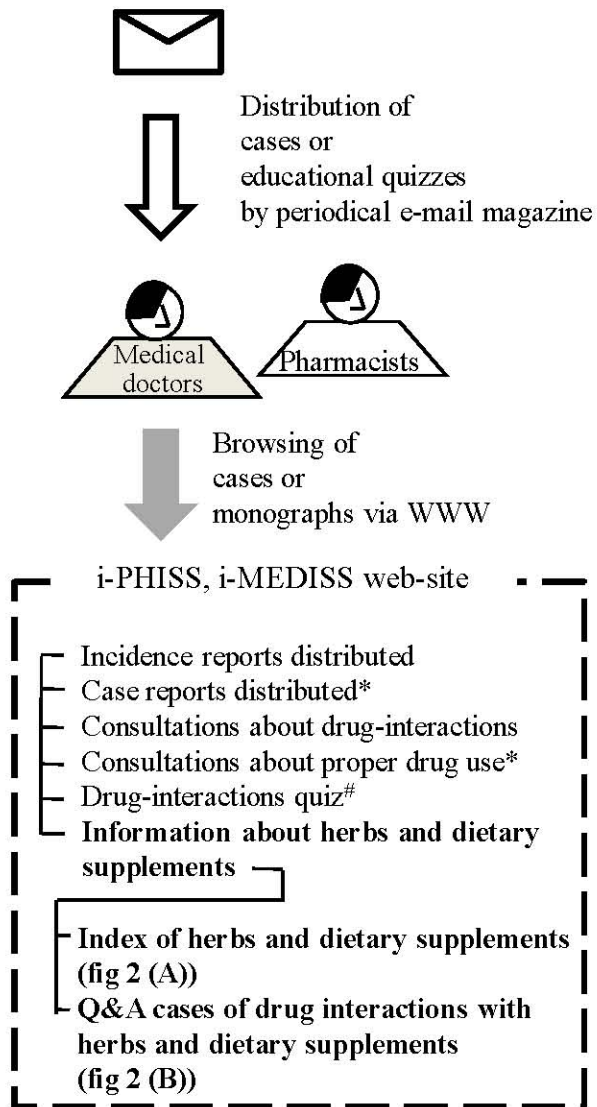 Distribution of
cases or
educational quizzes
by periodical e-mail magazine
Medical
doctors
Pharmacists
Browsing of
cases or
monographs via WWW
i-PHISS, i-MEDISS web-site
Incidence reports distributed
Case reports distributed*
Consultations about drug-interactions
Consultations about proper drug use*
Drug-interactions quiz#
Information about herbs and dietary
supplements
Index of herbs and dietary supplements
(fig 2 (A))
Q&A cases of drug interactions with
herbs and dietary supplements
(fig 2 (B))